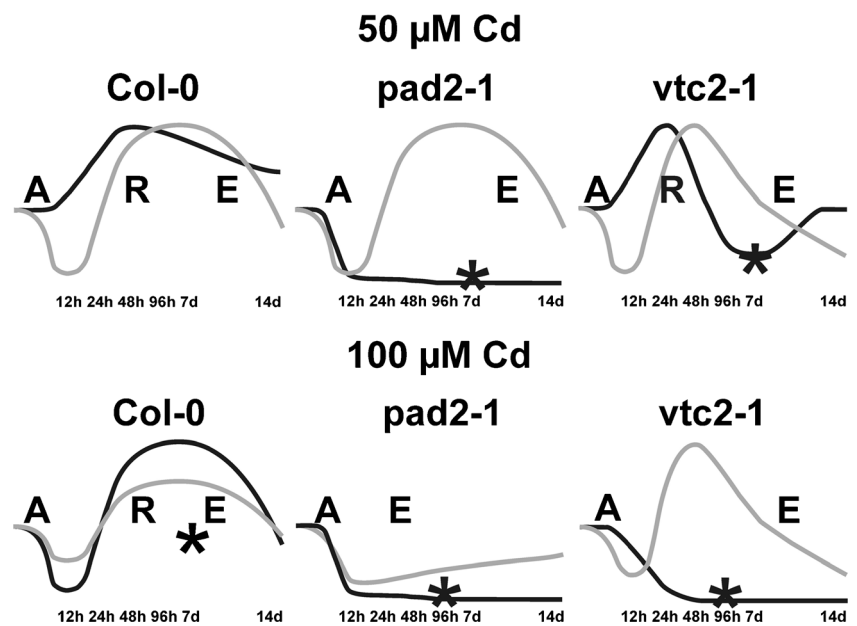 50 µM Cd
Col-0 pad2-1 vtc2-1
A R E A E A R E
*
*
12h 24h 48h 96h 7d 14d 12h 24h 48h 96h 7d 14d 12h 24h 48h 96h 7d 14d
100 µM Cd
Col-0 pad2-1 vtc2-1
A R E A E A E
*
* *
12h 24h 48h 96h 7d 14d 12h 24h 48h 96h 7d 14d 12h 24h 48h 96h 7d 14d